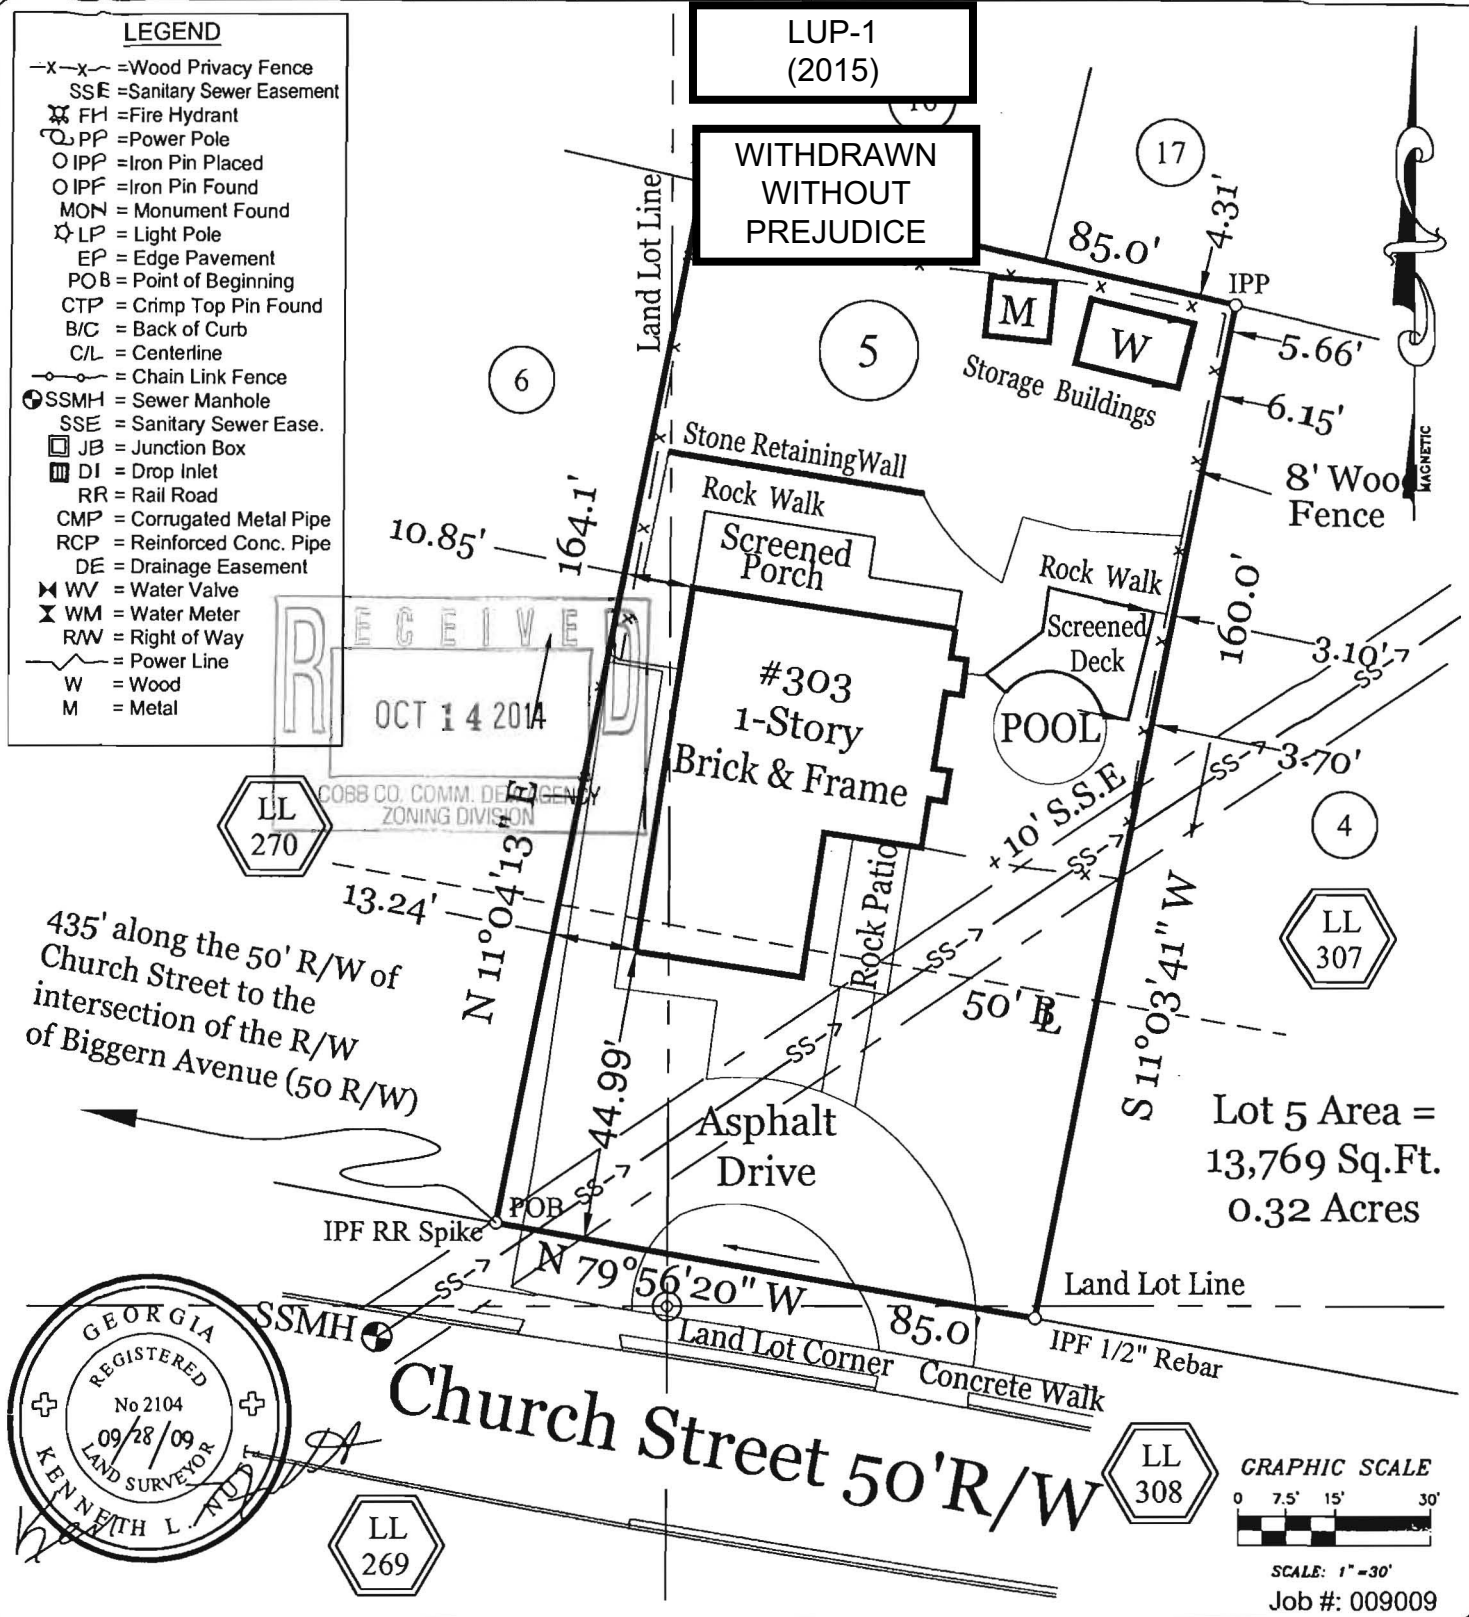 LEGEND
=Wood Privacy Fence
SSE =Sanitary Sewer Easement
FH =Fire Hydrant
PP =Power Pole
IPP =Iron Pin Placed
IPF =Iron Pin Found
MON = Monument Found
LP = Light Pole
EP = Edge Pavement
POB = Point of Beginning
CTP = Crimp Top Pin Found
B/C = Back of Curb
C/L = Centerline
= Chain Link Fence
SSMH = Sewer Manhole
SSE = Sanitary Sewer Ease.
JB = Junction Box
DI = Drop Inlet
RR = Rail Road
CMP = Corrugated Metal Pipe
RCP = Reinforced Conc. Pipe
DE = Drainage Easement
WV = Water Valve
WM = Water Meter
R/W = Right of Way
= Power Line
W = Wood
M = Metal
LUP-1
(2015)
WITHDRAWN
WITHOUT
PREJUDICE
17
85.0'
4.31'
IPP
Land Lot Line
5
6
M
W
Storage Buildings
5.66'
6.15'
8' Wood
Fence
MAGNETIC
Stone Retaining Wall
Rock Walk
Screened
Porch
10.85'
164.1'
Rock Walk
Screened
Deck
160.0'
3.10'
SS
RECEIVED
OCT 14 2014
COBB CO. COMM. DEV. AGENCY
ZONING DIVISION
#303
1-Story
Brick & Frame
POOL
SS
3.70'
10' S.S.E
4
LL
270
N 11°04'13" E
13.24'
SS
Rock Patio
LL
307
435' along the 50' R/W of
Church Street to the
intersection of the R/W
of Biggern Avenue (50 R/W)
SS
50' BL
S 11°03'41" W
SS
44.99'
Asphalt
Drive
Lot 5 Area =
13,769 Sq.Ft.
0.32 Acres
SS
POB
IPF RR Spike
N 79°56'20" W
85.0'
Land Lot Line
SS
SSMH
Land Lot Corner
Concrete Walk
IPF 1/2" Rebar
Church Street 50'R/W
GEORGIA
REGISTERED
No 2104
09/28/09
LAND SURVEYOR
KENNETH L. NUTT
LL
269
LL
308
GRAPHIC SCALE
0 7.5' 15' 30'
SCALE: 1"=30'
Job #: 009009